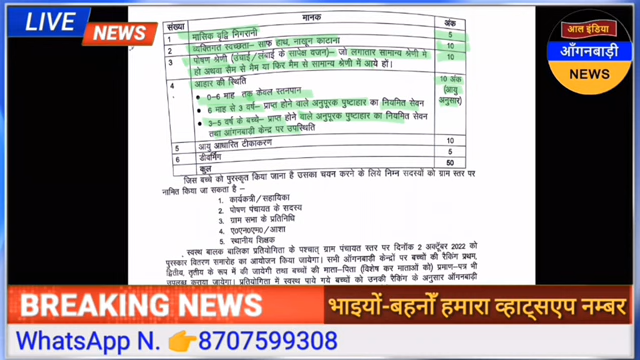 LIVE NEWS
आल इंडिया
आँगनबाड़ी
NEWS
संख्या मानक अंक
1 मासिक वृद्धि निगरानी 5
2 व्यक्तिगत स्वच्छता– साफ हाथ, नाखून काटाना 10
3 पोषण श्रेणी (उंचाई/लंबाई के सापेक्ष वजन)– जो लगातार सामान्य श्रेणी में 10
हो अथवा सैम से मैम या फिर मैम से सामान्य श्रेणी में आये हो।
4 आहार की स्थिति 10 अंक
• 0–6 माह तक केवल स्तनपान (आयु
• 6 माह से 3 वर्ष– प्राप्त होने वाले अनुपूरक पुष्टाहार का नियमित सेवन अनुसार)
• 3–5 वर्ष के बच्चे– प्राप्त होने वाले अनुपूरक पुष्टाहार का नियमित सेवन
तथा आंगनबाडी केन्द्र पर उपस्थिति
5 आयु आधारित टीकाकरण 10
6 डीवर्मिंग 5
कुल 50
जिस बच्चे को पुरस्कृत किया जाना है उसका चयन करने के लिये निम्न सदस्यों को ग्राम स्तर पर
नामित किया जा सकता है –
1. कार्यकत्री/सहायिका
2. पोषण पंचायत के सदस्य
3. ग्राम सभा के प्रतिनिधि
4. ए0एन0एम0/आशा
5. स्थानीय शिक्षक
स्वस्थ बालक बालिका प्रतियोगिता के पश्चात् ग्राम पंचायत स्तर पर दिनाँक 2 अक्टूबर 2022 को
पुरस्कार वितरण समारोह का आयोजन किया जायेगा। सभी आँगनबाडी केन्द्रों पर बच्चों की रैंकिंग प्रथम,
द्वितीय, तृतीय के रूप में की जायेगी तथा बच्चों की माता–पिता (विशेष कर माताओं को) प्रमाण–पत्र भी
उपलब्ध कराया जायेगा। प्रतियोगिता में स्वस्थ पाये गये बच्चों को उनकी रैंकिंग के अनुसार आँगनबाडी
BREAKING NEWS भाइयों-बहनोँ हमारा व्हाट्सएप नम्बर
WhatsApp N. 👉8707599308